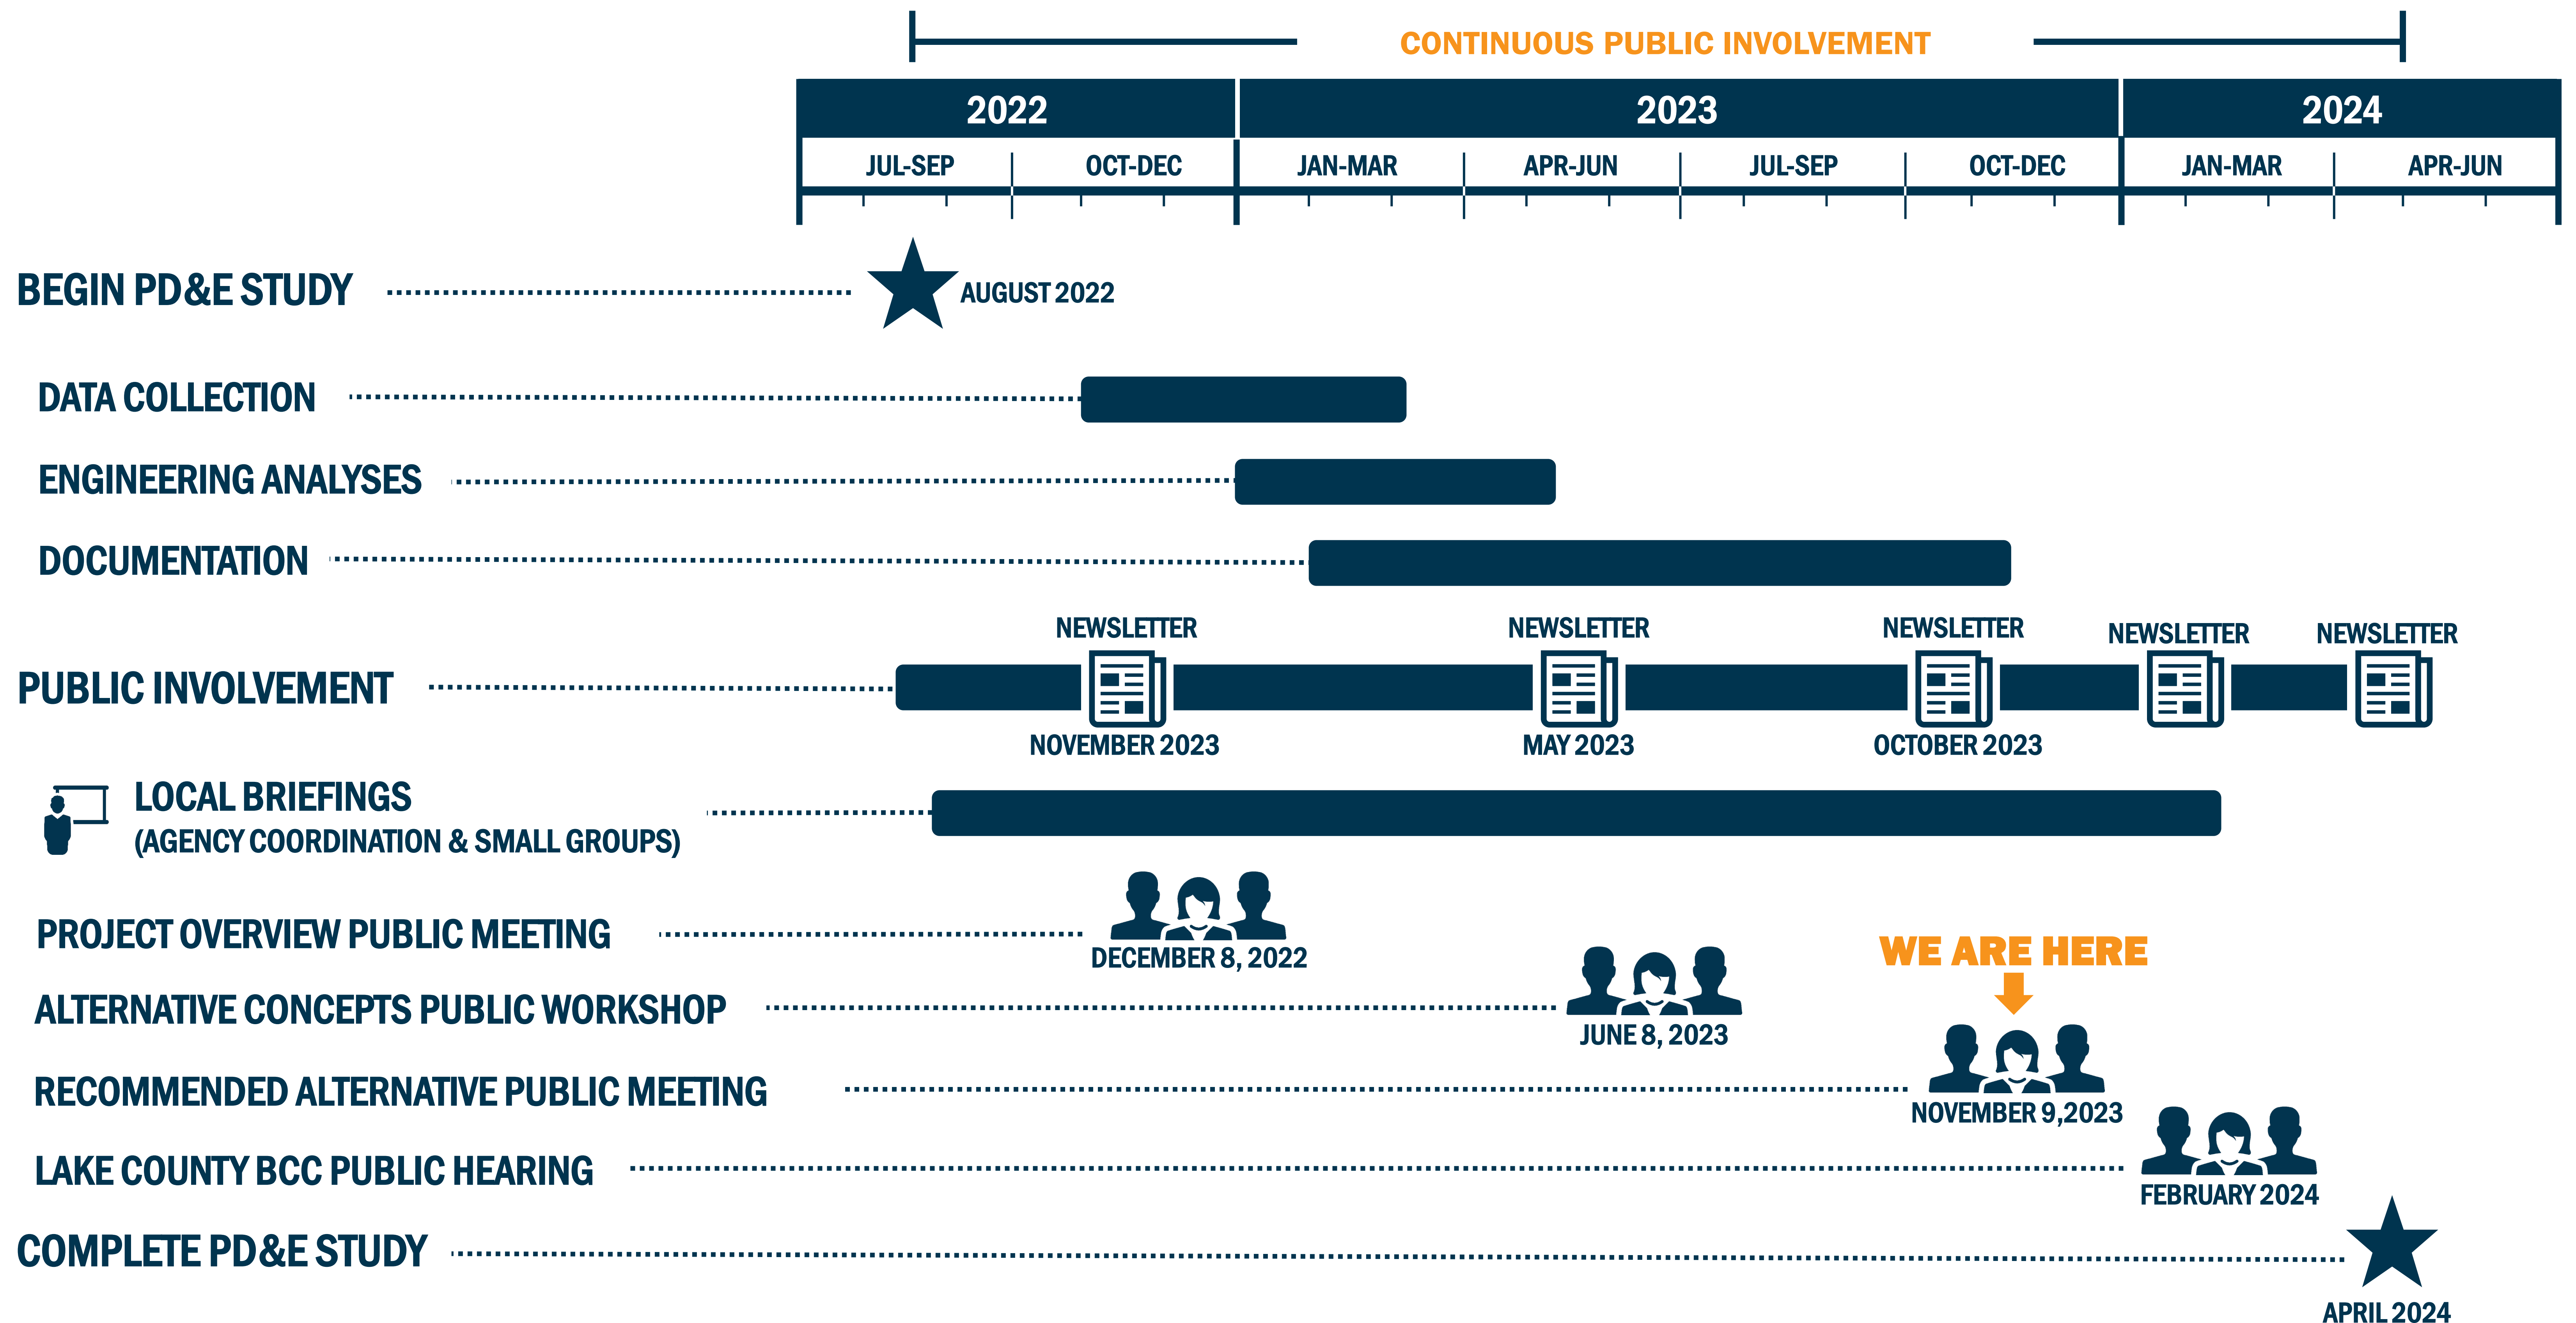 CONTINUOUS PUBLIC INVOLVEMENT
2022 2023 2024
JUL-SEP OCT-DEC JAN-MAR APR-JUN JUL-SEP OCT-DEC JAN-MAR APR-JUN
BEGIN PD&E STUDY AUGUST 2022
DATA COLLECTION
ENGINEERING ANALYSES
DOCUMENTATION
NEWSLETTER NEWSLETTER NEWSLETTER NEWSLETTER NEWSLETTER
PUBLIC INVOLVEMENT
NOVEMBER 2023 MAY 2023 OCTOBER 2023
LOCAL BRIEFINGS
(AGENCY COORDINATION & SMALL GROUPS)
PROJECT OVERVIEW PUBLIC MEETING
DECEMBER 8, 2022
WE ARE HERE
ALTERNATIVE CONCEPTS PUBLIC WORKSHOP
JUNE 8, 2023
RECOMMENDED ALTERNATIVE PUBLIC MEETING
NOVEMBER 9,2023
LAKE COUNTY BCC PUBLIC HEARING
FEBRUARY 2024
COMPLETE PD&E STUDY
APRIL 2024